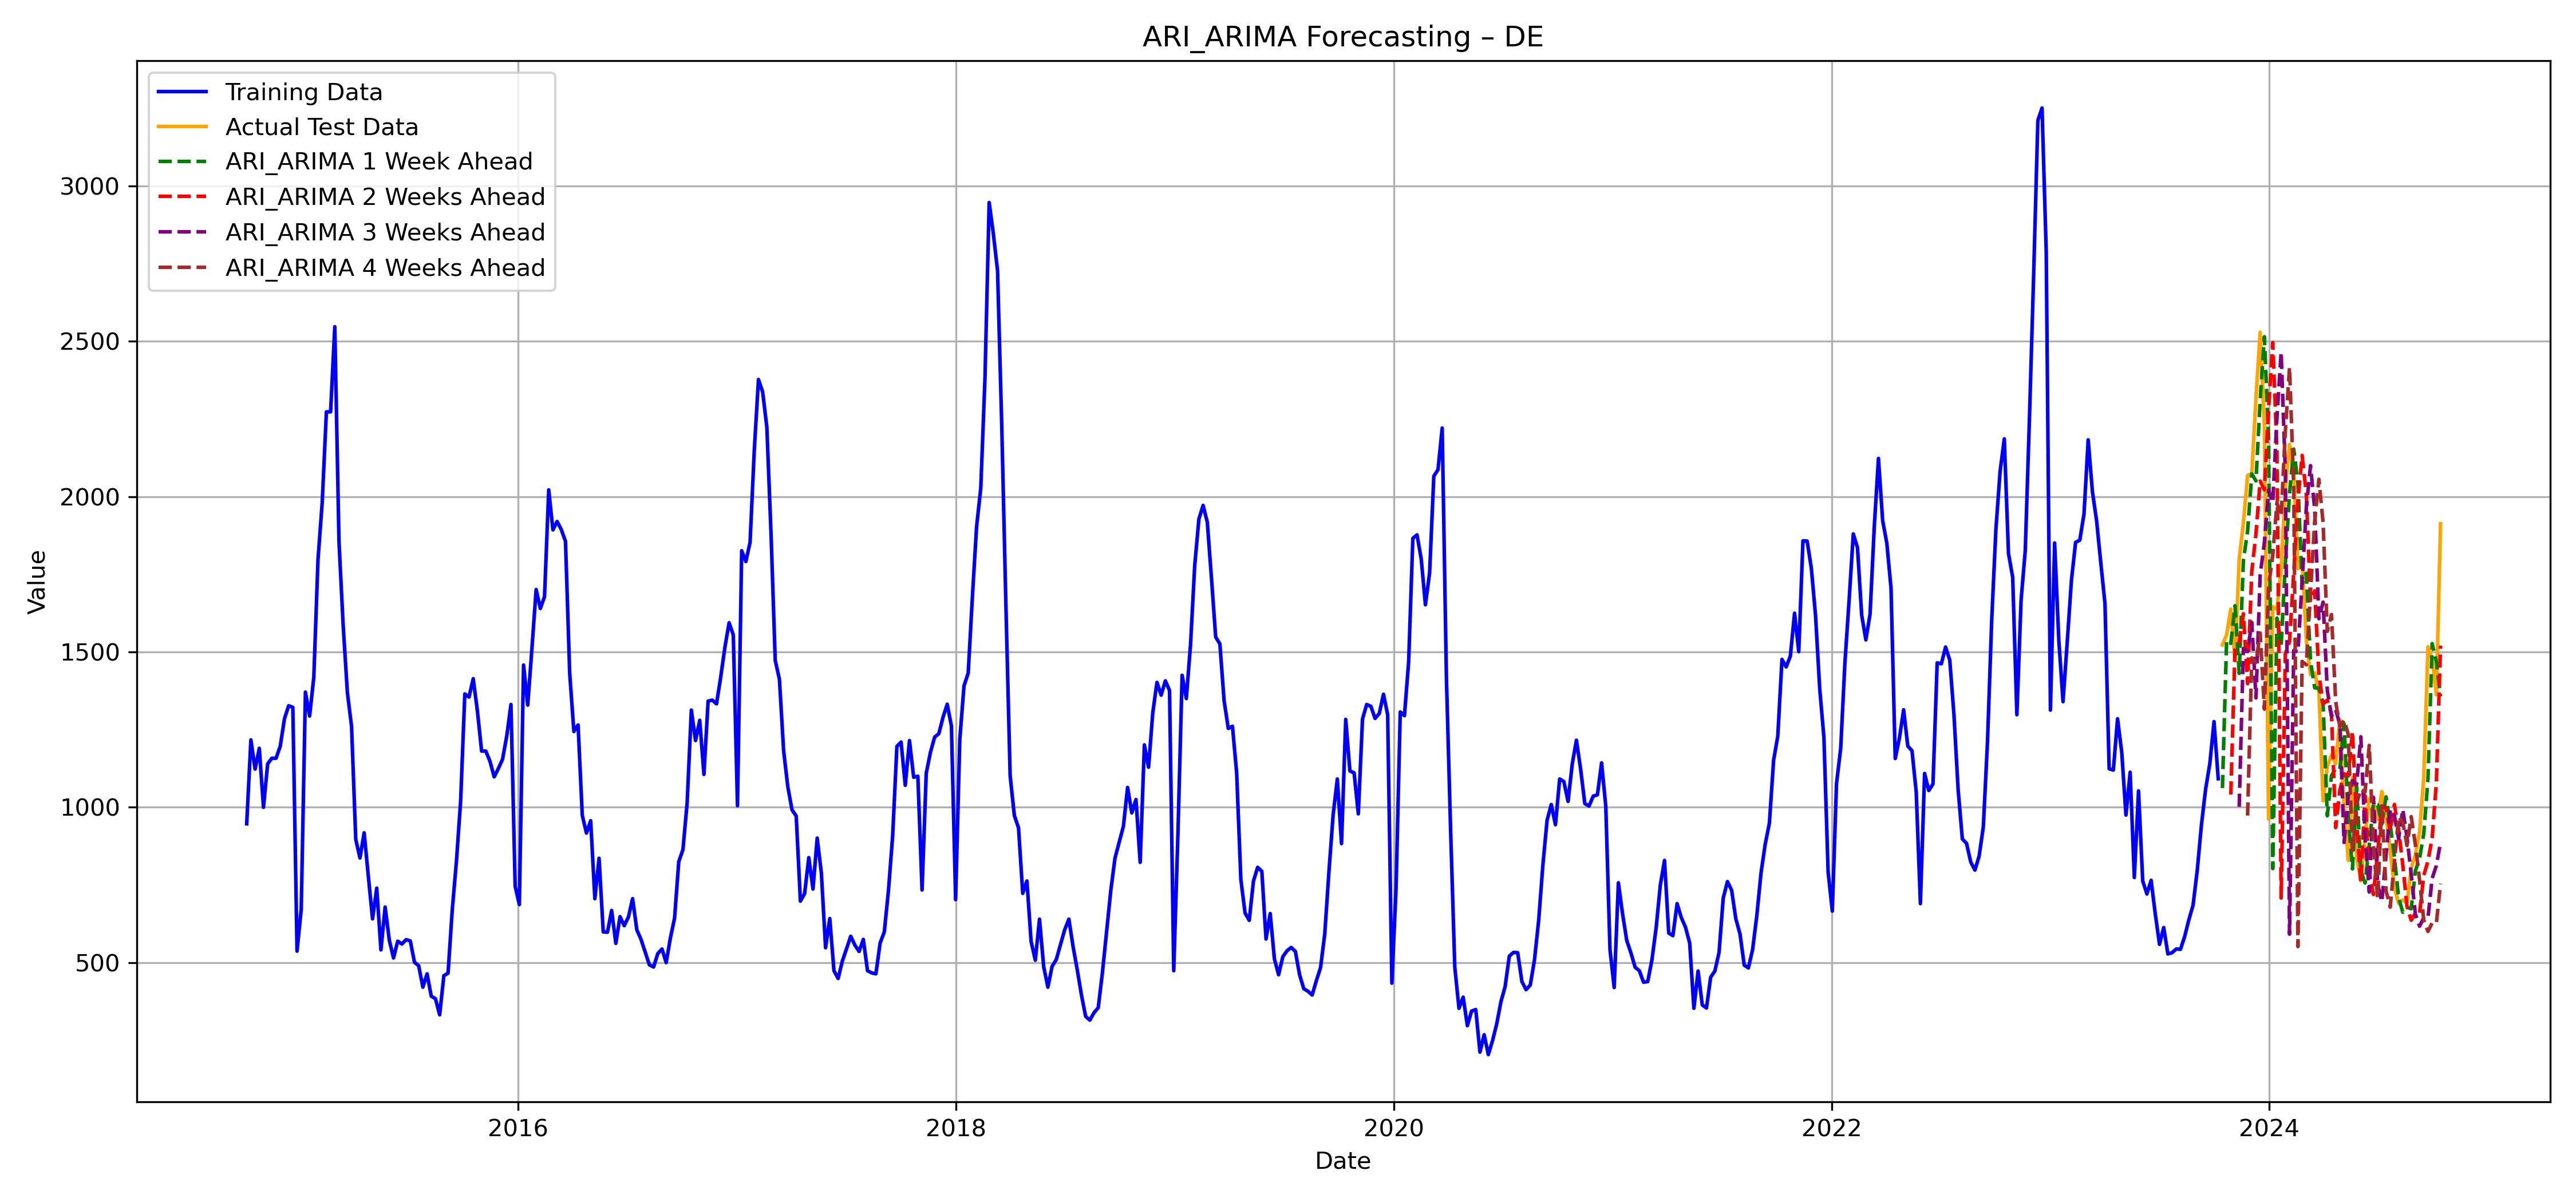 ARI_ARIMA Forecasting – DE
Training Data
Actual Test Data
ARI_ARIMA 1 Week Ahead
ARI_ARIMA 2 Weeks Ahead
ARI_ARIMA 3 Weeks Ahead
ARI_ARIMA 4 Weeks Ahead
Value
3000
2500
2000
1500
1000
500
2016
2018
2020
2022
2024
Date